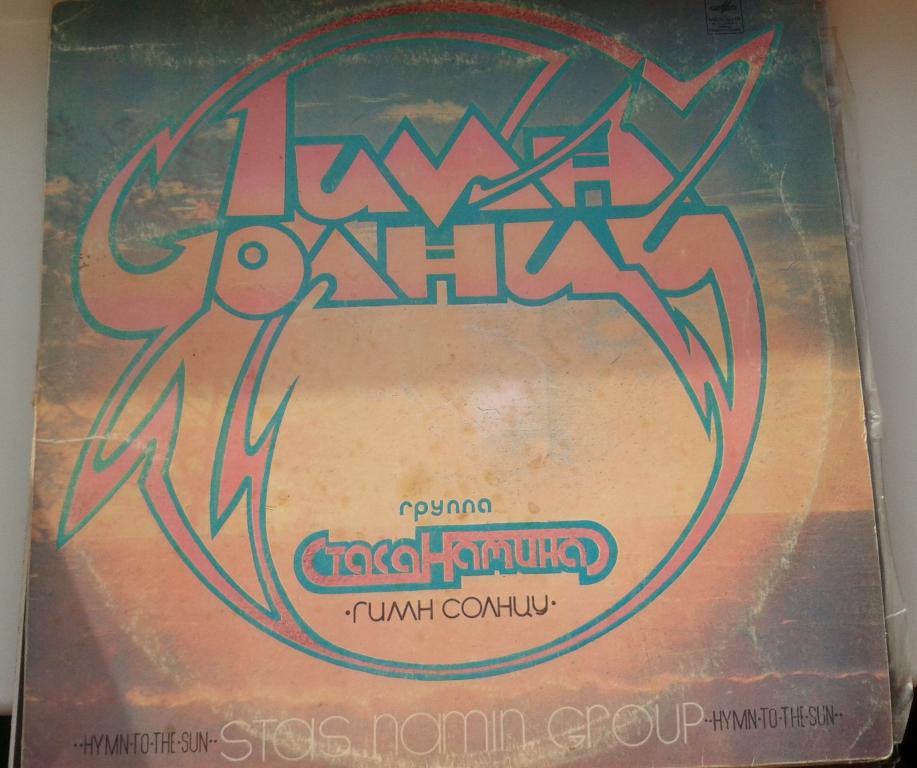 Гимн
Солнцу
группа
Стаса Намина
·гимн солнцу·
··HYMN·TO·THE·SUN·· stas namin group ··HYMN·TO·THE·SUN··